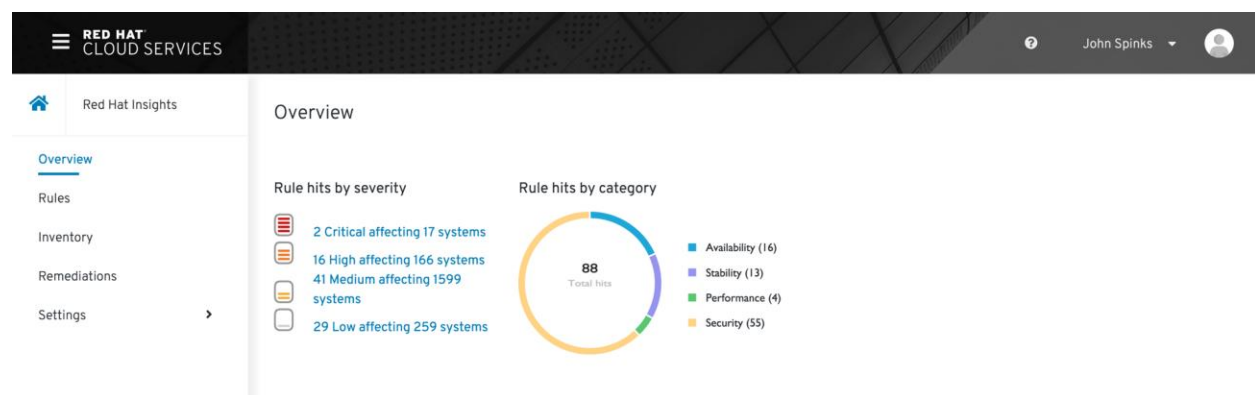 RED HAT
CLOUD SERVICES
John Spinks
Red Hat Insights
Overview
Rules
Inventory
Remediations
Settings
Overview
Rule hits by severity
2 Critical affecting 17 systems
16 High affecting 166 systems
41 Medium affecting 1599
systems
29 Low affecting 259 systems
Rule hits by category
88
Total hits
Availability (16)
Stability (13)
Performance (4)
Security (55)